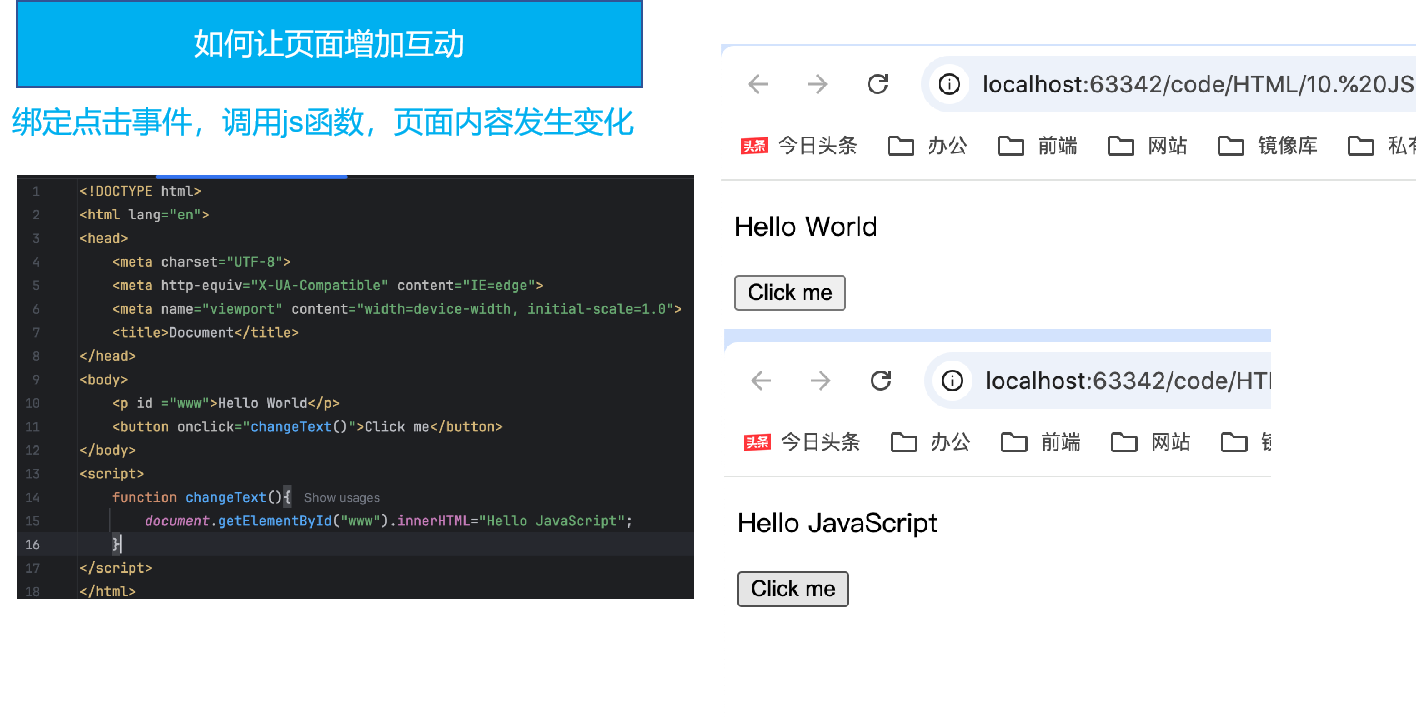 如何让页面增加互动
绑定点击事件，调用js函数，页面内容发生变化
1 <!DOCTYPE html>
2 <html lang="en">
3 <head>
4 <meta charset="UTF-8">
5 <meta http-equiv="X-UA-Compatible" content="IE=edge">
6 <meta name="viewport" content="width=device-width, initial-scale=1.0">
7 <title>Document</title>
8 </head>
9 <body>
10 <p id ="www">Hello World</p>
11 <button onclick="changeText()">Click me</button>
12 </body>
13 <script>
14 function changeText(){ Show usages
15 document.getElementById("www").innerHTML="Hello JavaScript";
16 }
17 </script>
18 </html>
localhost:63342/code/HTML/10.%20JS
头条 今日头条 办公 前端 网站 镜像库 私有
Hello World
Click me
localhost:63342/code/HT
头条 今日头条 办公 前端 网站
Hello JavaScript
Click me